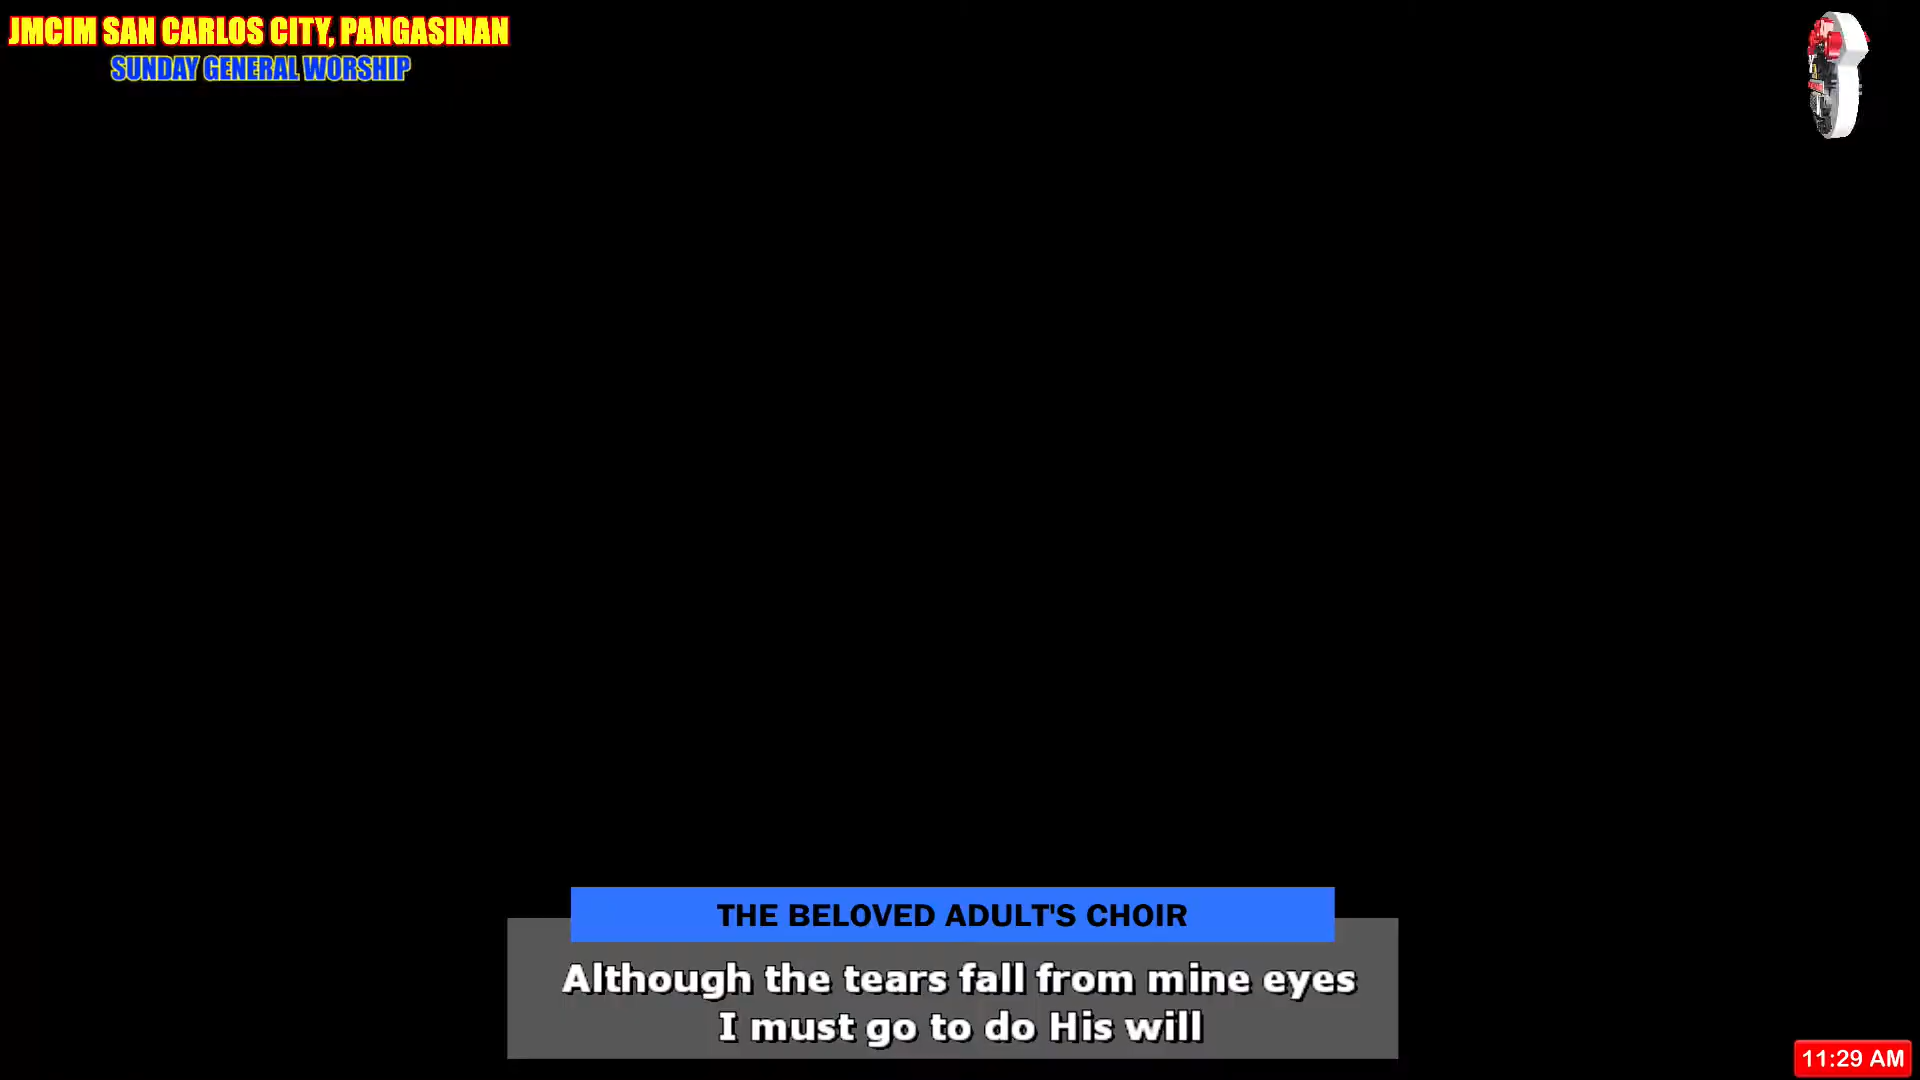 JMCIM SAN CARLOS CITY, PANGASINAN
SUNDAY GENERAL WORSHIP
THE BELOVED ADULT'S CHOIR
Although the tears fall from mine eyes
I must go to do His will
11:29 AM